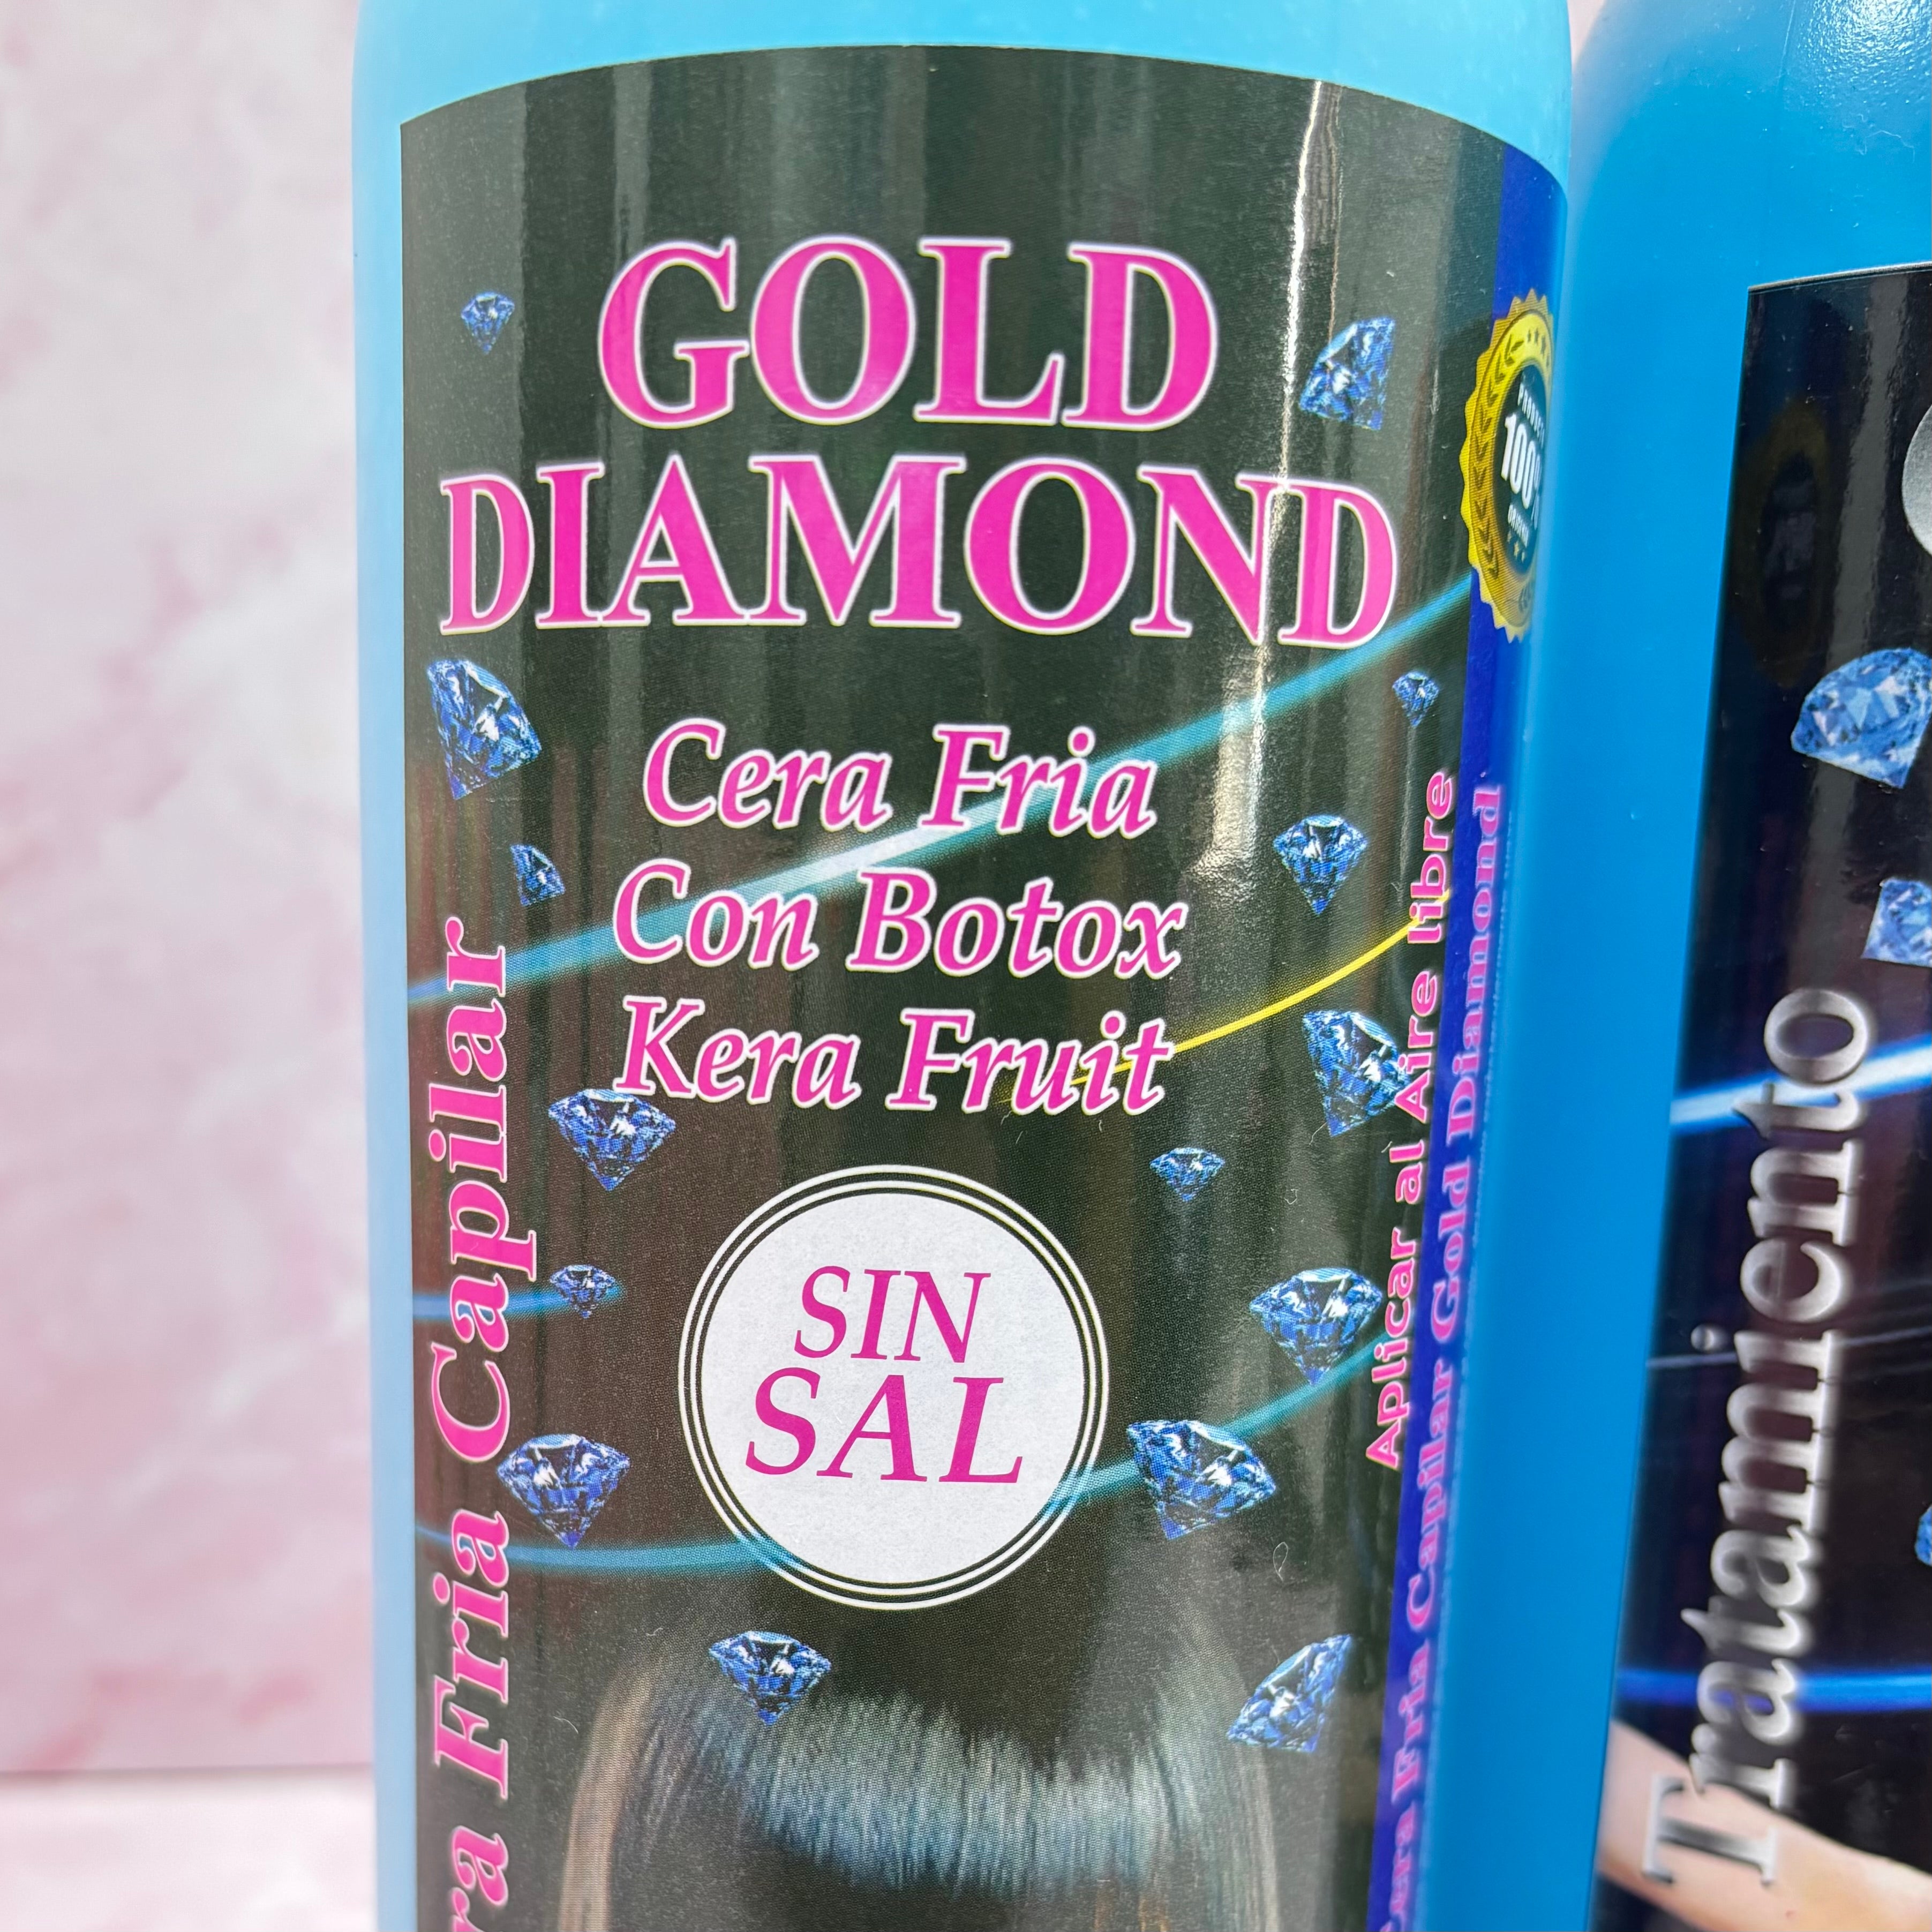 GOLD
DIAMOND
Cera Fria
Con Botox
Kera Fruit
SIN
SAL
Fria Capilar
Aplicar al Aire libre
Cera Fria Capilar Gold Diamond
100%
Tratamiento